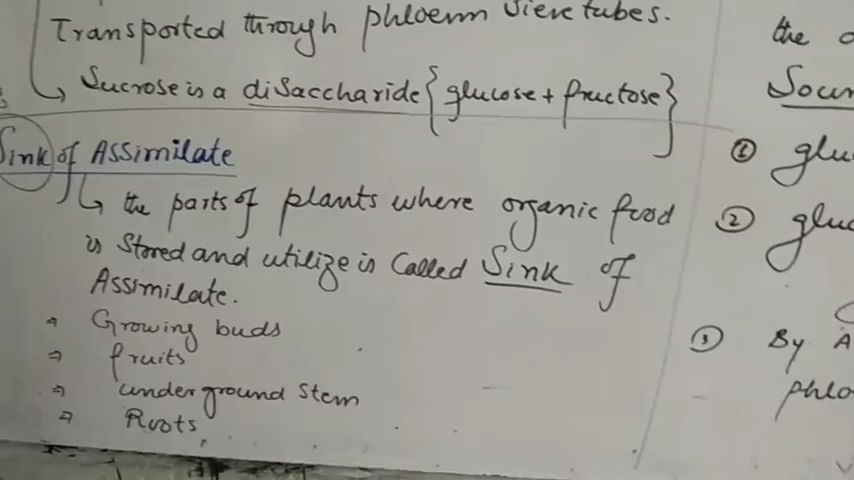 Transported through phloem Sieve tubes.
↳ Sucrose is a disaccharide {glucose + fructose}
Sink of Assimilate
↳ the parts of plants where organic food
is Stored and utilize is Called Sink of
Assimilate.
⇒ Growing buds
⇒ fruits
⇒ underground Stem
⇒ Roots,
the
Sour
① glu
② glu
③ By A
phlo